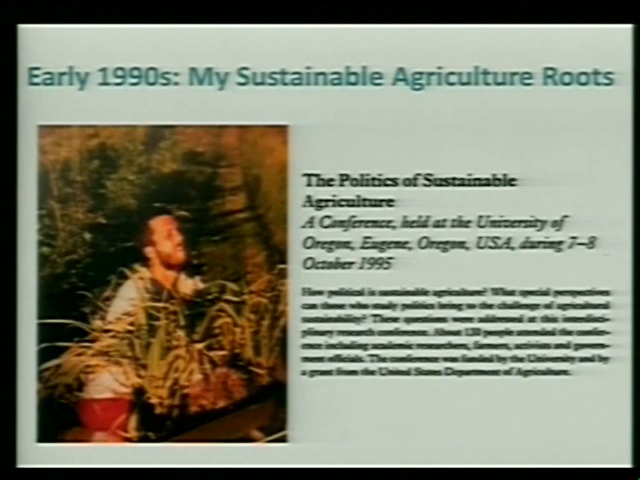 Early 1990s: My Sustainable Agriculture Roots
The Politics of Sustainable
Agriculture
A Conference, held at the University of
Oregon, Eugene, Oregon, USA, during 7–8
October 1995
How political is sustainable agriculture? What special perspectives
can those who study politics bring to the challenge of agricultural
sustainability? These questions were addressed at this interdisci-
plinary research conference. About 120 people attended the confer-
ence including academic researchers, farmers, activists and govern-
ment officials. The conference was funded by the University and by
a grant from the United States Department of Agriculture.